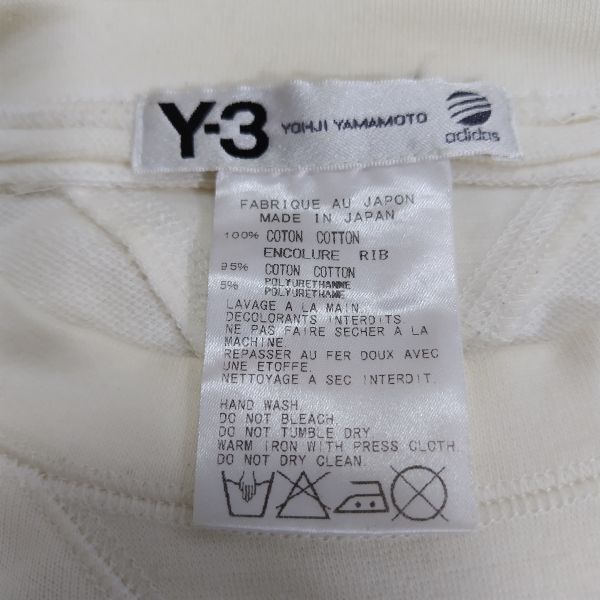 Y-3 YOHJI YAMAMOTO adidas
FABRIQUE AU JAPON
MADE IN JAPAN
100% COTON COTTON
ENCOLURE RIB
95% COTON COTTON
5% POLYURETHANNE
POLYURETHANE
LAVAGE A LA MAIN.
DECOLORANTS INTERDITS
NE PAS FAIRE SECHER A LA
MACHINE.
REPASSER AU FER DOUX AVEC
UNE ETOFFE.
NETTOYAGE A SEC INTERDIT.
HAND WASH.
DO NOT BLEACH.
DO NOT TUMBLE DRY.
WARM IRON WITH PRESS CLOTH.
DO NOT DRY CLEAN.